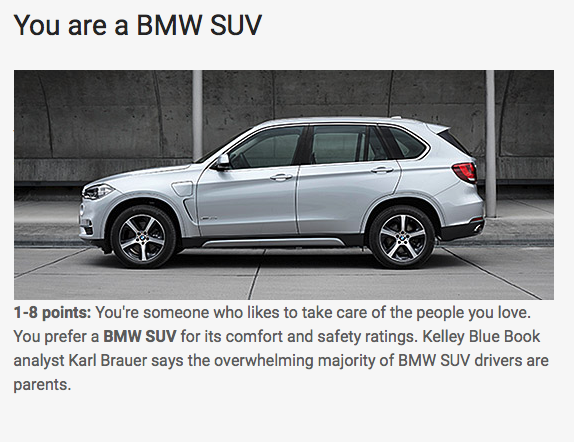 You are a BMW SUV
1-8 points: You're someone who likes to take care of the people you love.
You prefer a BMW SUV for its comfort and safety ratings. Kelley Blue Book
analyst Karl Brauer says the overwhelming majority of BMW SUV drivers are
parents.